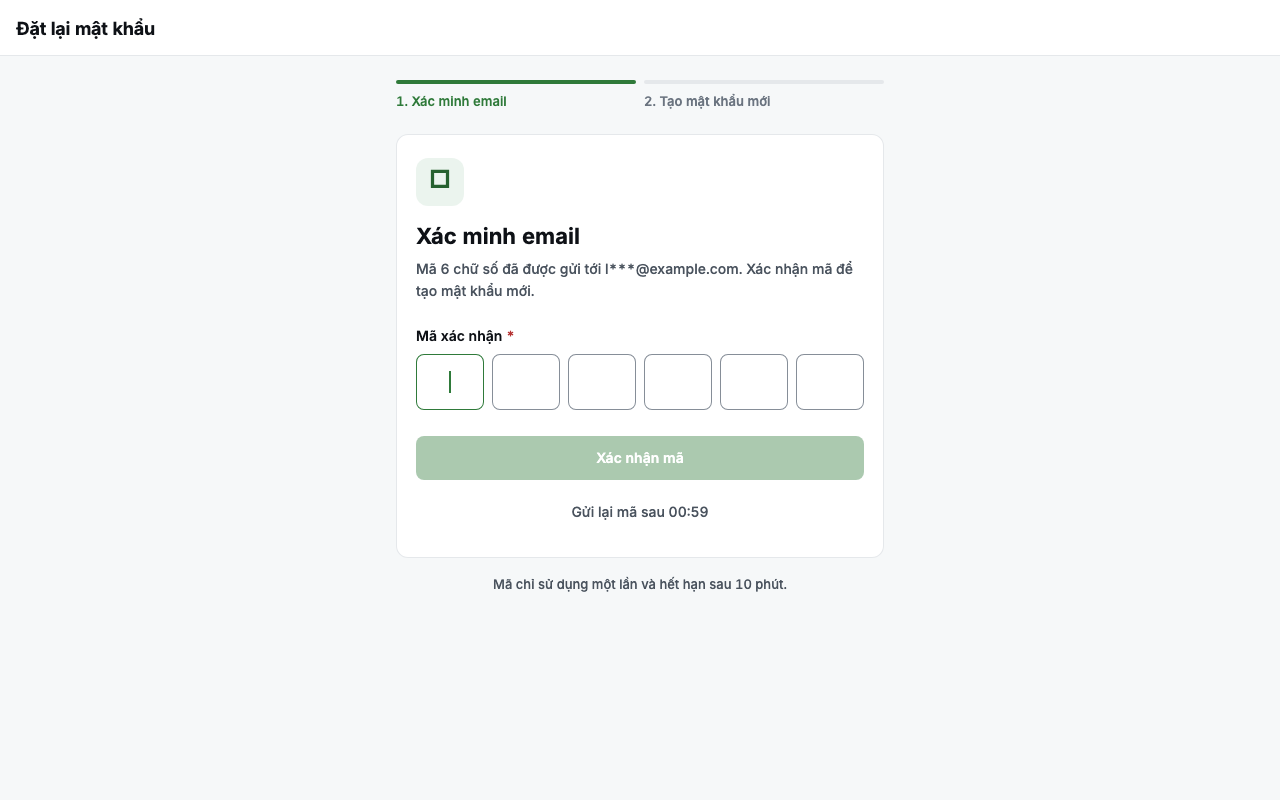 Đặt lại mật khẩu
1. Xác minh email
2. Tạo mật khẩu mới
Xác minh email
Mã 6 chữ số đã được gửi tới l***@example.com. Xác nhận mã để
tạo mật khẩu mới.
Mã xác nhận *
Xác nhận mã
Gửi lại mã sau 00:59
Mã chỉ sử dụng một lần và hết hạn sau 10 phút.